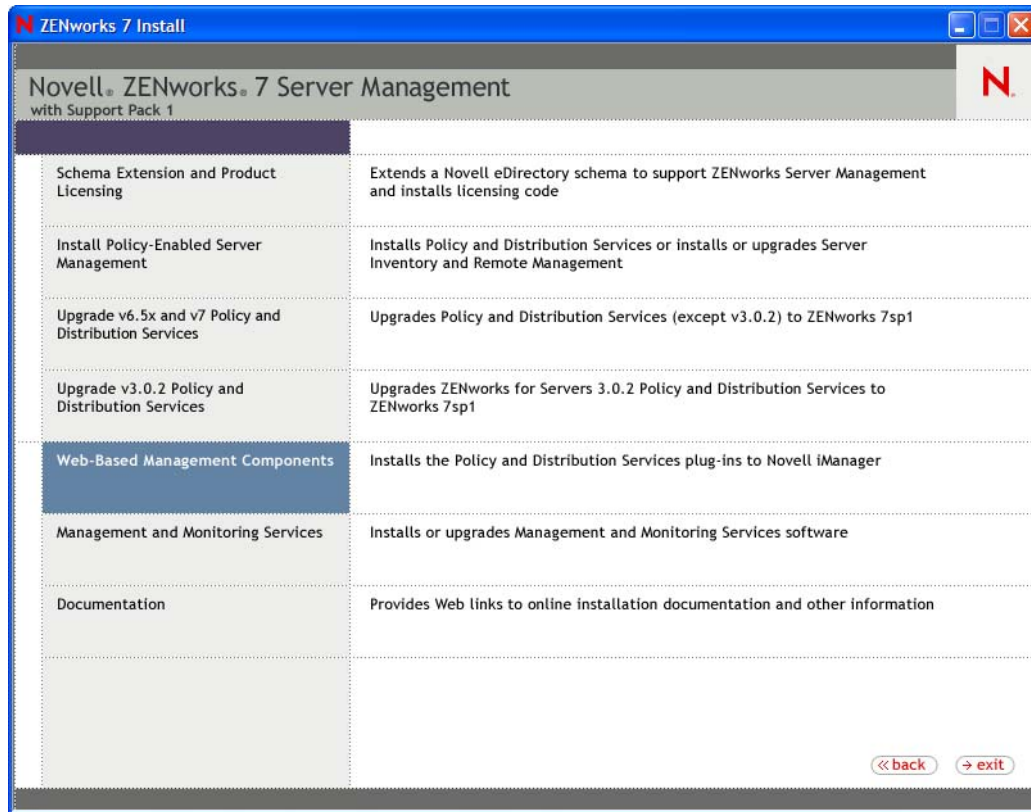 N ZENworks 7 Install
Novell® ZENworks® 7 Server Management
with Support Pack 1
N®
Schema Extension and Product
Licensing
Extends a Novell eDirectory schema to support ZENworks Server Management
and installs licensing code
Install Policy-Enabled Server
Management
Installs Policy and Distribution Services or installs or upgrades Server
Inventory and Remote Management
Upgrade v6.5x and v7 Policy and
Distribution Services
Upgrades Policy and Distribution Services (except v3.0.2) to ZENworks 7sp1
Upgrade v3.0.2 Policy and
Distribution Services
Upgrades ZENworks for Servers 3.0.2 Policy and Distribution Services to
ZENworks 7sp1
Web-Based Management Components
Installs the Policy and Distribution Services plug-ins to Novell iManager
Management and Monitoring Services
Installs or upgrades Management and Monitoring Services software
Documentation
Provides Web links to online installation documentation and other information
« back
→ exit